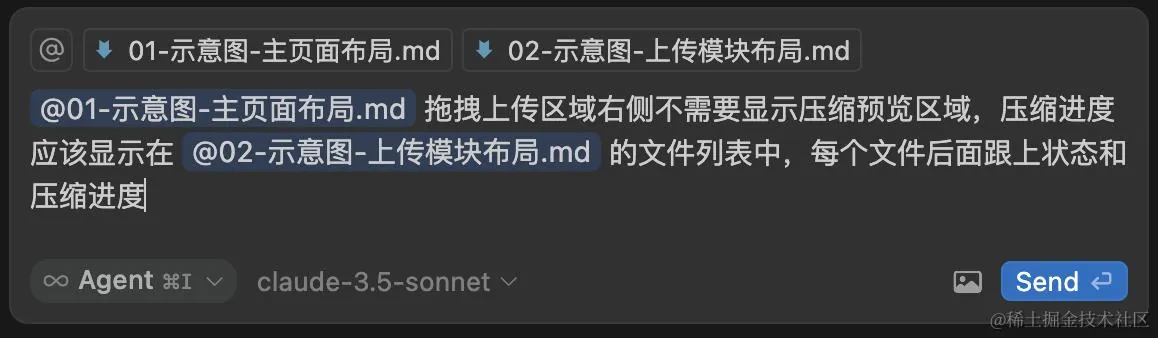 @ 01-示意图-主页面布局.md 02-示意图-上传模块布局.md
@01-示意图-主页面布局.md 拖拽上传区域右侧不需要显示压缩预览区域，压缩进度
应该显示在 @02-示意图-上传模块布局.md 的文件列表中，每个文件后面跟上状态和
压缩进度
Agent ⌘I claude-3.5-sonnet Send
@稀土掘金技术社区